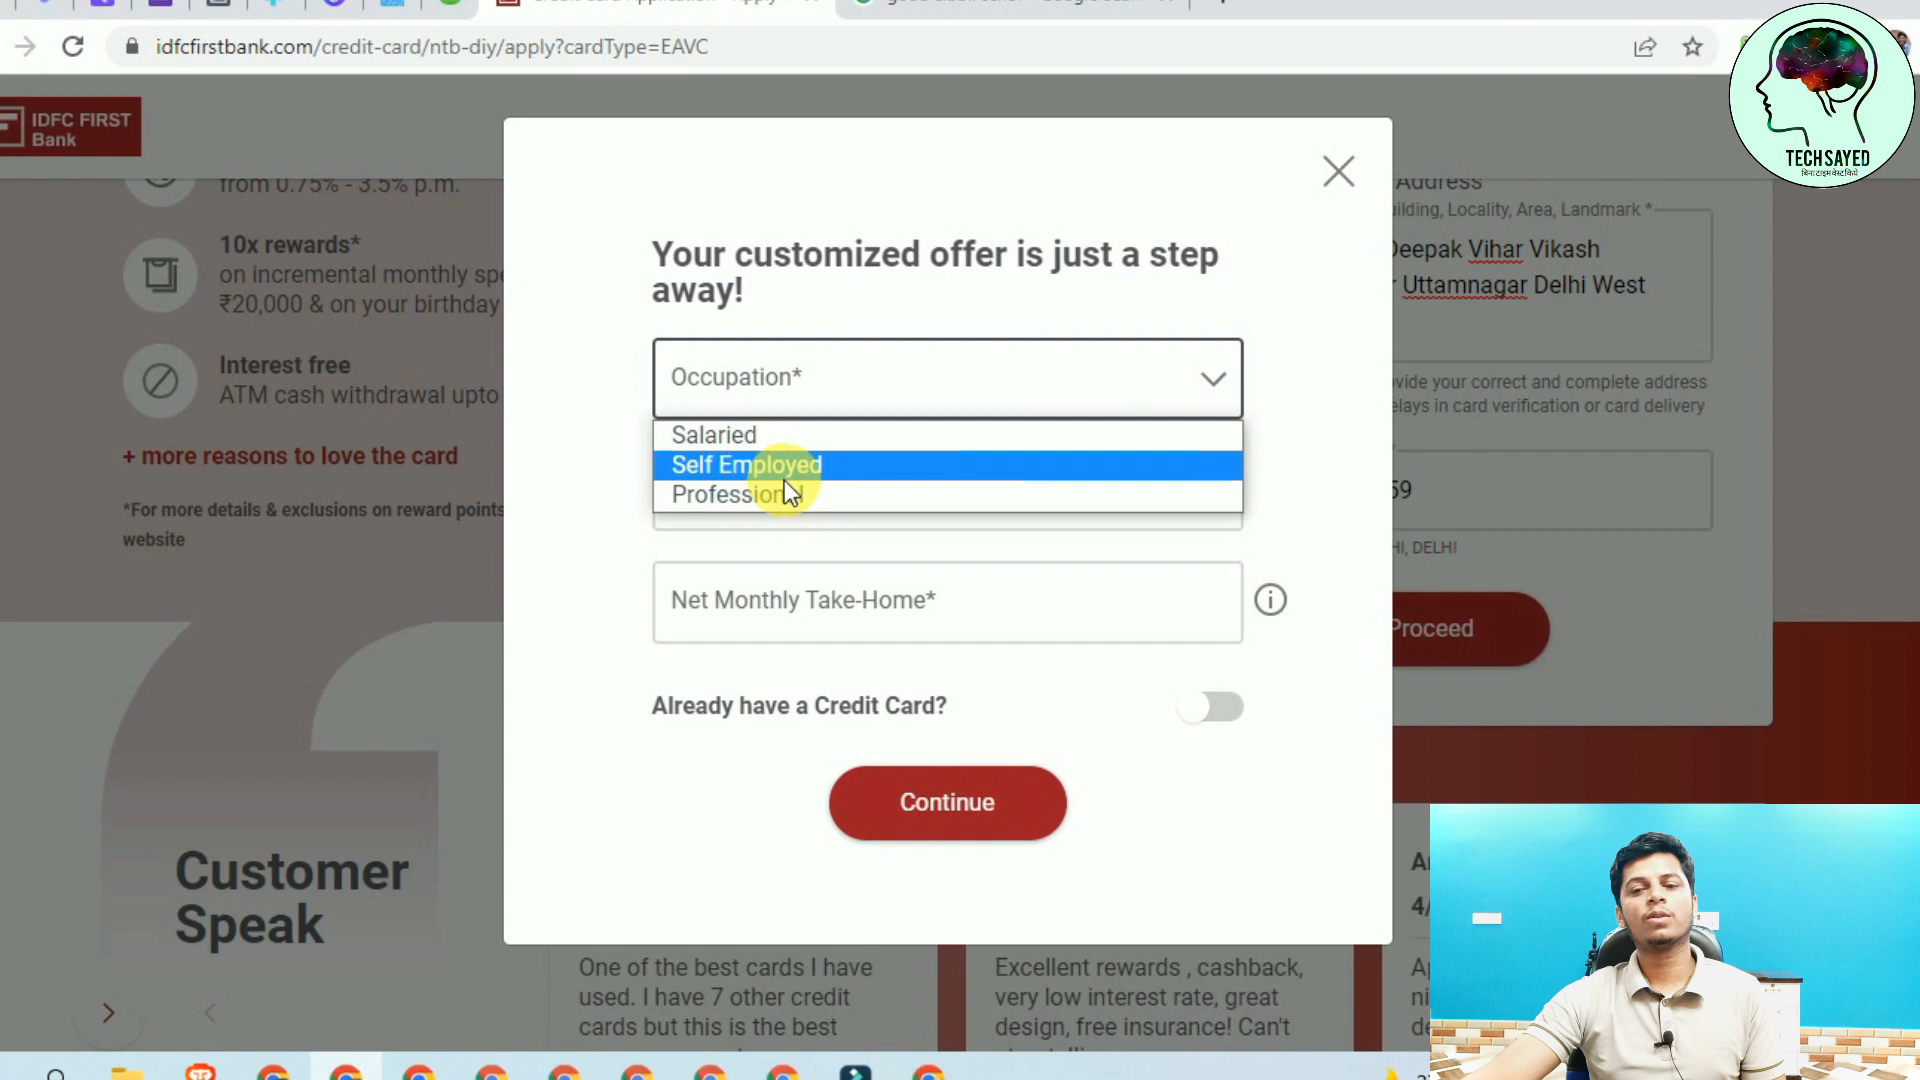 idfcfirstbank.com/credit-card/ntb-diy/apply?cardType=EAVC
TECH SAYED
IDFC FIRST
Bank
from 0.75% - 3.5% p.m.
10x rewards*
on incremental monthly
₹20,000 & on your birthday
Interest free
ATM cash withdrawal upto
+ more reasons to love the card
*For more details & exclusions on reward points
website
Your customized offer is just a step
away!
Occupation*
Salaried
Self Employed
Professional
Net Monthly Take-Home*
Already have a Credit Card?
Continue
Address
Locality, Area, Landmark *
Deepak Vihar Vikash
Uttamnagar Delhi West
your correct and complete address
in card verification or card delivery
59
DELHI
Proceed
Customer
Speak
One of the best cards I have
used. I have 7 other credit
cards but this is the best
Excellent rewards , cashback,
very low interest rate, great
design, free insurance! Can't
4/